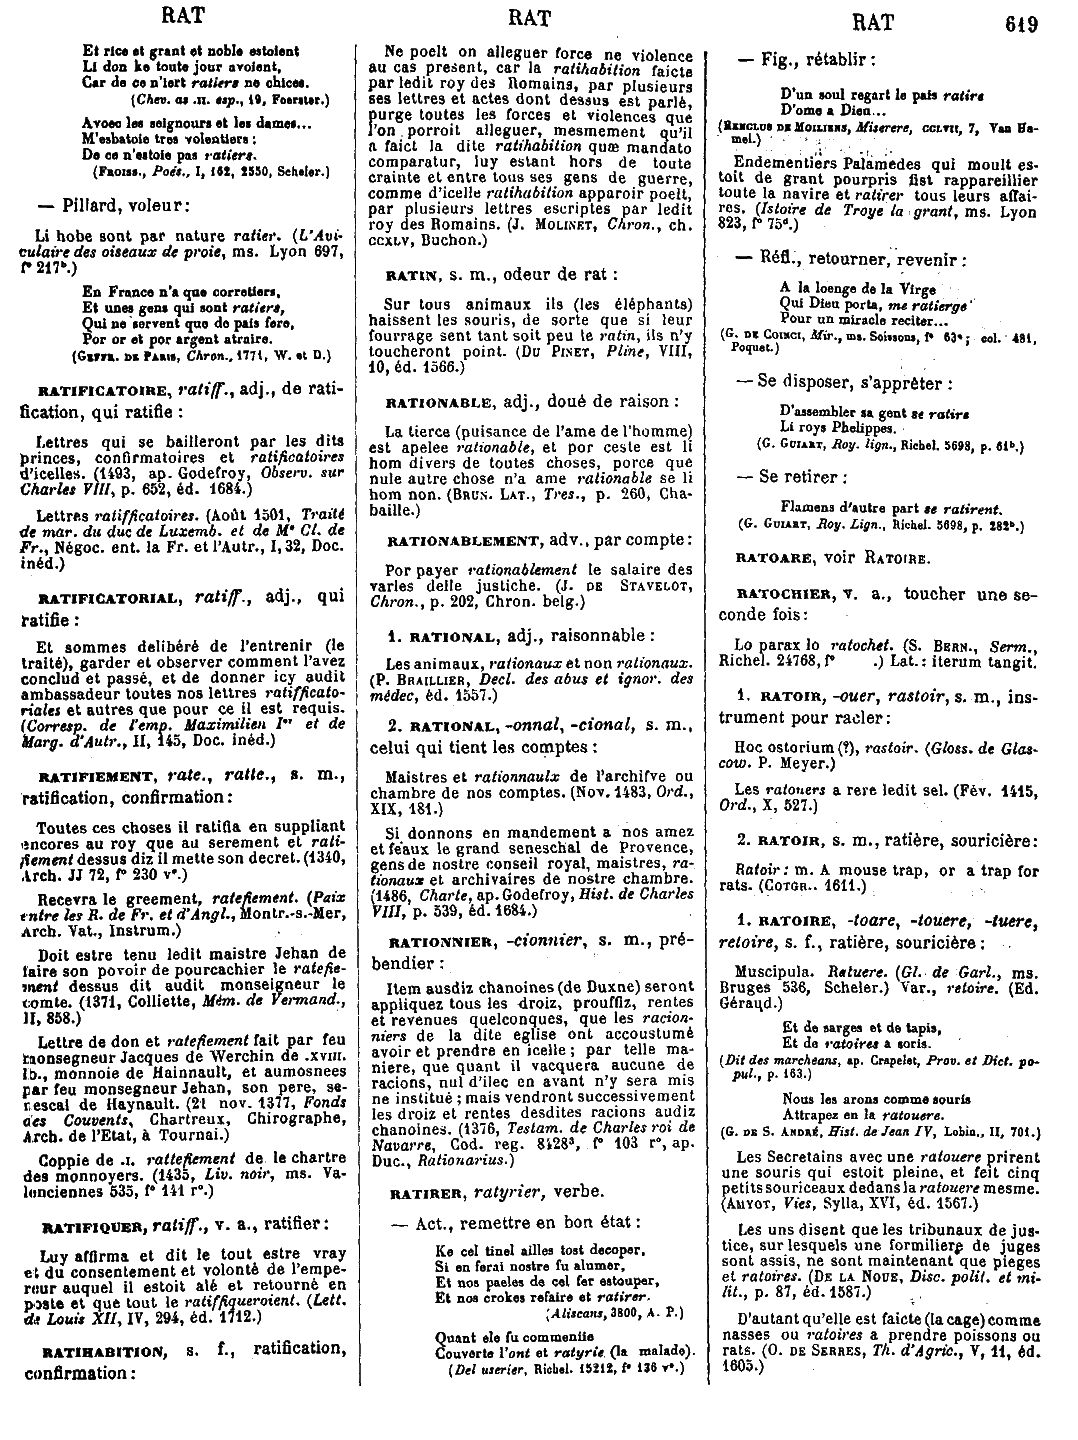 RAT
RAT
RAT 619
Et rice et grant et noble estoient
Li don ke toute jour avoient,
Car de ce n'iert ratiers ne chices.
(Chev. as .II. esp., 19, Foerster.)
Avoec les seignours et les dames...
M'esbatoie tres volentiers :
De ce n'estoie pas ratiers.
(FROISS., Poés., I, 162, 2550, Scheler.)
— Pillard, voleur :
Li hobe sont par nature ratier. (L'Avi-
culaire des oiseaux de proie, ms. Lyon 697,
f° 217b.)
En France n'a que corretiers,
Et unes gens qui sont ratiers,
Qui ne servent que de pais fere,
Por or et por argent atraire.
(GEFFR. DE PARIS, Chron., 1771, W. et D.)
RATIFICATOIRE, ratiff., adj., de rati-
fication, qui ratifie :
Lettres qui se bailleront par les dits
princes, confirmatoires et ratificatoires
d'icelles. (1493, ap. Godefroy, Observ. sur
Charles VIII, p. 652, éd. 1684.)
Lettres ratifficatoires. (Août 1501, Traité
de mar. du duc de Luxemb. et de Me Cl. de
Fr., Négoc. ent. la Fr. et l'Autr., I, 32, Doc.
inéd.)
RATIFICATORIAL, ratiff., adj., qui
ratifie :
Et sommes delibéré de l'entrenir (le
traité), garder et observer comment l'avez
conclud et passé, et de donner icy audit
ambassadeur toutes nos lettres ratifficato-
riales et autres que pour ce il est requis.
(Corresp. de l'emp. Maximilien Ier et de
Marg. d'Autr., II, 145, Doc. inéd.)
RATIFIEMENT, rate., ratte., s. m.,
ratification, confirmation :
Toutes ces choses il ratifia en suppliant
encores au roy que au serement et rati-
fiement dessus diz il mette son decret. (1340,
Arch. JJ 72, f° 230 v°.)
Recevra le greement, ratefiement. (Paix
entre les R. de Fr. et d'Angl., Montr.-s.-Mer,
Arch. Vat., Instrum.)
Doit estre tenu ledit maistre Jehan de
faire son povoir de pourcachier le ratefie-
ment dessus dit audit monseigneur le
comte. (1371, Colliette, Mém. de Vermand.,
II, 858.)
Lettre de don et ratefiement fait par feu
monsegneur Jacques de Werchin de .XVIII.
lb., monnoie de Hainnault, et aumosnees
par feu monsegneur Jehan, son pere, se-
nescal de Haynault. (21 nov. 1377, Fonds
des Couvents, Chartreux, Chirographe,
Arch. de l'Etat, à Tournai.)
Coppie de .I. rattefiement de le chartre
des monnoyers. (1435, Liv. noir, ms. Va-
lenciennes 535, f° 141 r°.)
RATIFIQUER, ratiff., v. a., ratifier :
Luy affirma et dit le tout estre vray
et du consentement et volonté de l'empe-
reur auquel il estoit alé et retourné en
poste et que tout le ratiffiqueroient. (Lett.
de Louis XII, IV, 294, éd. 1712.)
RATIHABITION, s. f., ratification,
confirmation :
Ne poelt on alleguer force ne violence
au cas present, car la ratihabition faicte
par ledit roy des Romains, par plusieurs
ses lettres et actes dont dessus est parlé,
purge toutes les forces et violences que
l'on porroit alleguer, mesmement qu'il
a faict la dite ratihabition quæ mandato
comparatur, luy estant hors de toute
crainte et entre tous ses gens de guerre,
comme d'icelle ratihabition apparoir poelt,
par plusieurs lettres escriptes par ledit
roy des Romains. (J. MOLINET, Chron., ch.
CCXLV, Buchon.)
RATIN, s. m., odeur de rat :
Sur tous animaux ils (les éléphants)
haissent les souris, de sorte que si leur
fourrage sent tant soit peu le ratin, ils n'y
toucheront point. (DU PINET, Pline, VIII,
10, éd. 1566.)
RATIONABLE, adj., doué de raison :
La tierce (puisance de l'ame de l'homme)
est apelee rationable, et por ceste est li
hom divers de toutes choses, porce que
nule autre chose n'a ame rationable se li
hom non. (BRUN. LAT., Tres., p. 260, Cha-
baille.)
RATIONABLEMENT, adv., par compte :
Por payer rationablement le salaire des
varles delle justiche. (J. DE STAVELOT,
Chron., p. 202, Chron. belg.)
1. RATIONAL, adj., raisonnable :
Les animaux, rationaux et non rationaux.
(P. BRAILLIER, Decl. des abus et ignor. des
médec, éd. 1557.)
2. RATIONAL, -onnal, -cional, s. m.,
celui qui tient les comptes :
Maistres et rationnaulx de l'archifve ou
chambre de nos comptes. (Nov. 1483, Ord.,
XIX, 181.)
Si donnons en mandement a nos amez
et feaux le grand seneschal de Provence,
gens de nostre conseil royal, maistres, ra-
tionaux et archivaires de nostre chambre.
(1486, Charte, ap. Godefroy, Hist. de Charles
VIII, p. 539, éd. 1684.)
RATIONNIER, -cionnier, s. m., pré-
bendier :
Item ausdiz chanoines (de Duxne) seront
appliquez tous les droiz, prouffiz, rentes
et revenues quelconques, que les racion-
niers de la dite eglise ont accoustumé
avoir et prendre en icelle ; par telle ma-
niere, que quant il vacquera aucune de
racions, nul d'ilec en avant n'y sera mis
ne institué ; mais vendront successivement
les droiz et rentes desdites racions audiz
chanoines. (1376, Testam. de Charles roi de
Navarre, Cod. reg. 8428³, f° 103 r°, ap.
Duc., Rationarius.)
RATIRER, ratyrier, verbe.
— Act., remettre en bon état :
Ke cel tinel ailles tost decoper,
Si en ferai nostre fu alumer,
Et nos paeles de cel fer estouper,
Et nos crokes refaire et ratirer.
(Aliscans, 3800, A. P.)
Quant ele fu commenlie
Couverte l'ont et ratyrie (la malade).
(Del userier, Richel. 15212, f° 136 v°.)
— Fig., rétablir :
D'un soul regart le pais ratire
D'ome a Dieu...
(RENCLUS DE MOILIENS, Miserere, CCLVII, 7, Van Ha-
mel.)
Endementiers Palamedes qui moult es-
toit de grant pourpris fist rappareillier
toute la navire et ratirer tous leurs affai-
res. (Istoire de Troye la grant, ms. Lyon
823, f° 75d.)
— Réfl., retourner, revenir :
A la loenge de la Virge
Qui Dieu porta, me ratierge
Pour un miracle reciter...
(G. DE COINCI, Mir., ms. Soissons, f° 63a; col. 481,
Poquet.)
— Se disposer, s'apprêter :
D'assembler sa gent se ratire
Li roys Phelippes.
(G. GUIART, Roy. lign., Richel. 5698, p. 61b.)
— Se retirer :
Flamens d'autre part se ratirent.
(G. GUIART, Roy. Lign., Richel. 5698, p. 282b.)
RATOARE, voir RATOIRE.
RATOCHIER, v. a., toucher une se-
conde fois :
Lo parax lo ratochet. (S. BERN., Serm.,
Richel. 24768, f° .) Lat. : iterum tangit.
1. RATOIR, -ouer, rastoir, s. m., ins-
trument pour racler :
Hoc ostorium (?), rastoir. (Gloss. de Glas-
cow. P. Meyer.)
Les ratouers a rere ledit sel. (Fév. 1415,
Ord., X, 527.)
2. RATOIR, s. m., ratière, souricière :
Ratoir : m. A mouse trap, or a trap for
rats. (COTGR.. 1611.)
1. RATOIRE, -toare, -touere, -tuere,
retoire, s. f., ratière, souricière :
Muscipula. Ratuere. (Gl. de Garl., ms.
Bruges 536, Scheler.) Var., retoire. (Ed.
Géraud.)
Et de sarges et de tapis,
Et de ratoires a soris.
(Dit des marcheans, ap. Crapelet, Prov. et Dict. po-
pul., p. 163.)
Nous les arons comme souris
Attrapez en la ratouere.
(G. DE S. ANDRÉ, Hist. de Jean IV, Lobin., II, 701.)
Les Secretains avec une ratouere prirent
une souris qui estoit pleine, et feit cinq
petits souriceaux dedans la ratouere mesme.
(AMYOT, Vies, Sylla, XVI, éd. 1567.)
Les uns disent que les tribunaux de jus-
tice, sur lesquels une formiliere de juges
sont assis, ne sont maintenant que pieges
et ratoires. (DE LA NOUE, Disc. polit. et mi-
lit., p. 87, éd. 1587.)
D'autant qu'elle est faicte (la cage) comme
nasses ou ratoires a prendre poissons ou
rats. (O. DE SERRES, Th. d'Agric., V, 11, éd.
1605.)